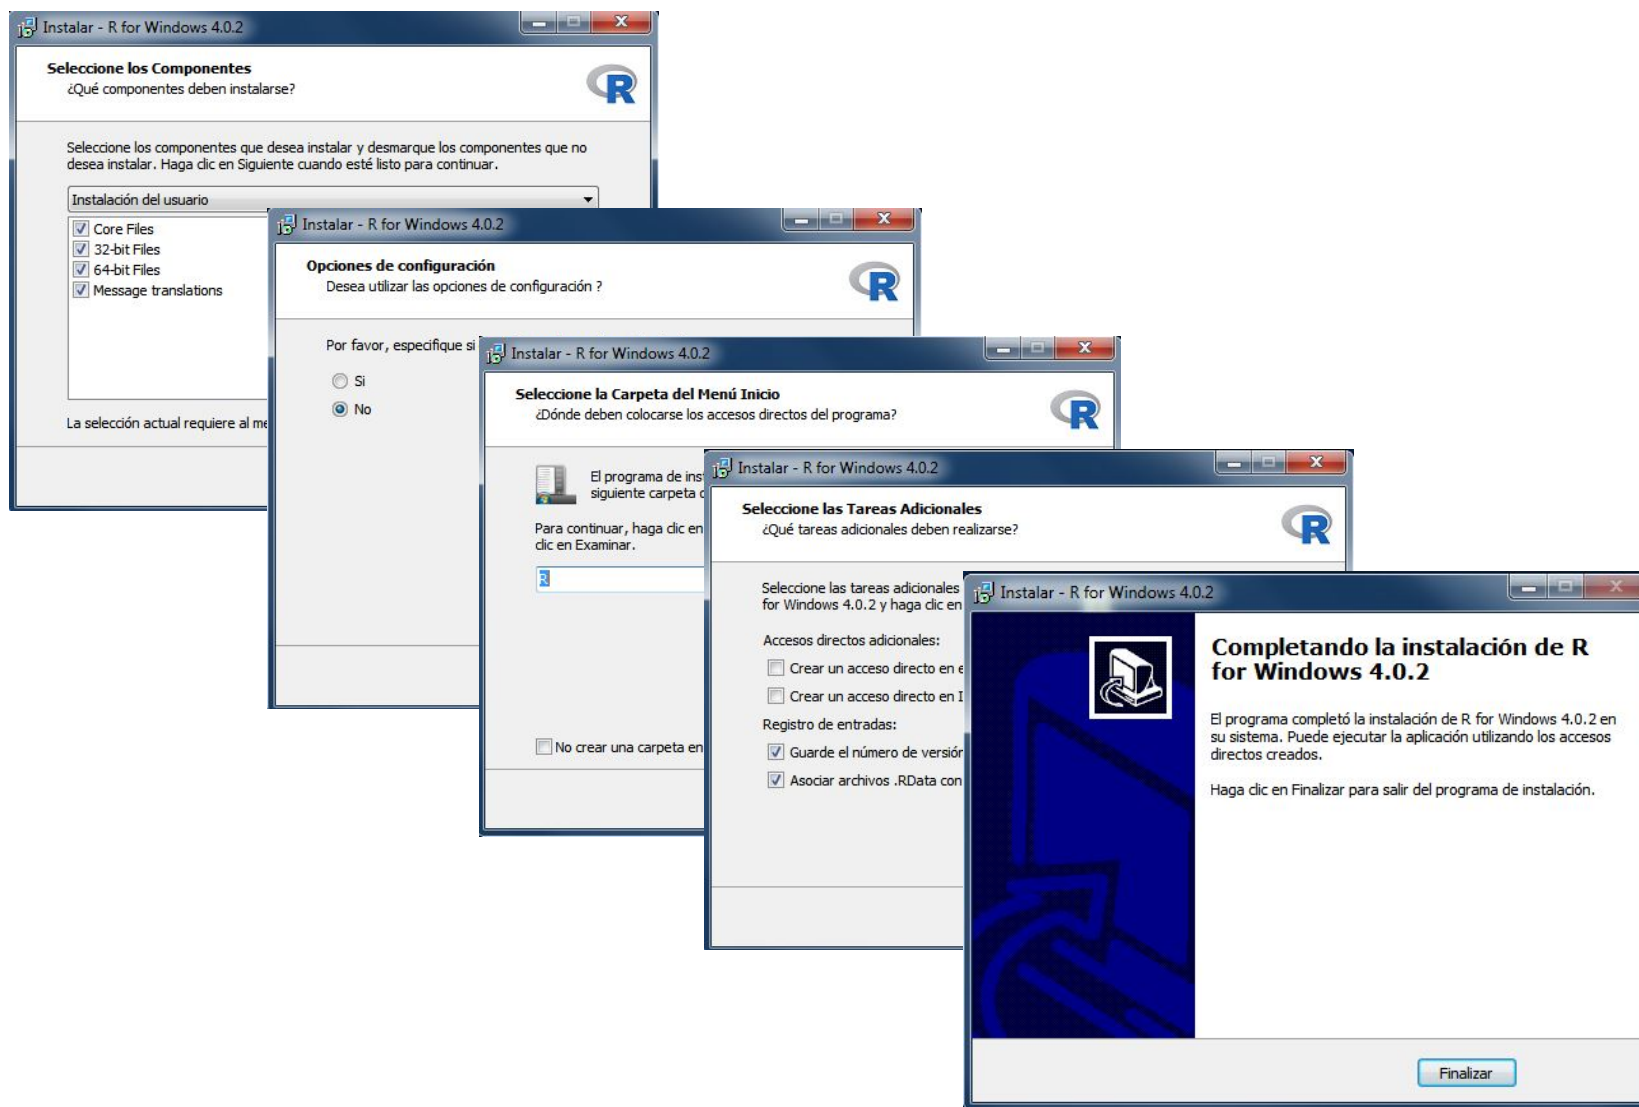 Instalar - R for Windows 4.0.2
Seleccione los Componentes
¿Qué componentes deben instalarse?
R
Seleccione los componentes que desea instalar y desmarque los componentes que no
desea instalar. Haga clic en Siguiente cuando esté listo para continuar.
Instalación del usuario
Core Files
32-bit Files
64-bit Files
Message translations
La selección actual requiere al me
Instalar - R for Windows 4.0.2
Opciones de configuración
Desea utilizar las opciones de configuración ?
R
Por favor, especifique si
Si
No
Instalar - R for Windows 4.0.2
Seleccione la Carpeta del Menú Inicio
¿Dónde deben colocarse los accesos directos del programa?
R
El programa de ins
siguiente carpeta d
Para continuar, haga clic en
clic en Examinar.
R
No crear una carpeta en
Instalar - R for Windows 4.0.2
Seleccione las Tareas Adicionales
¿Qué tareas adicionales deben realizarse?
R
Seleccione las tareas adicionales
for Windows 4.0.2 y haga clic en
Accesos directos adicionales:
Crear un acceso directo en e
Crear un acceso directo en I
Registro de entradas:
Guarde el número de versión
Asociar archivos .RData con
Instalar - R for Windows 4.0.2
Completando la instalación de R
for Windows 4.0.2
El programa completó la instalación de R for Windows 4.0.2 en
su sistema. Puede ejecutar la aplicación utilizando los accesos
directos creados.
Haga clic en Finalizar para salir del programa de instalación.
Finalizar